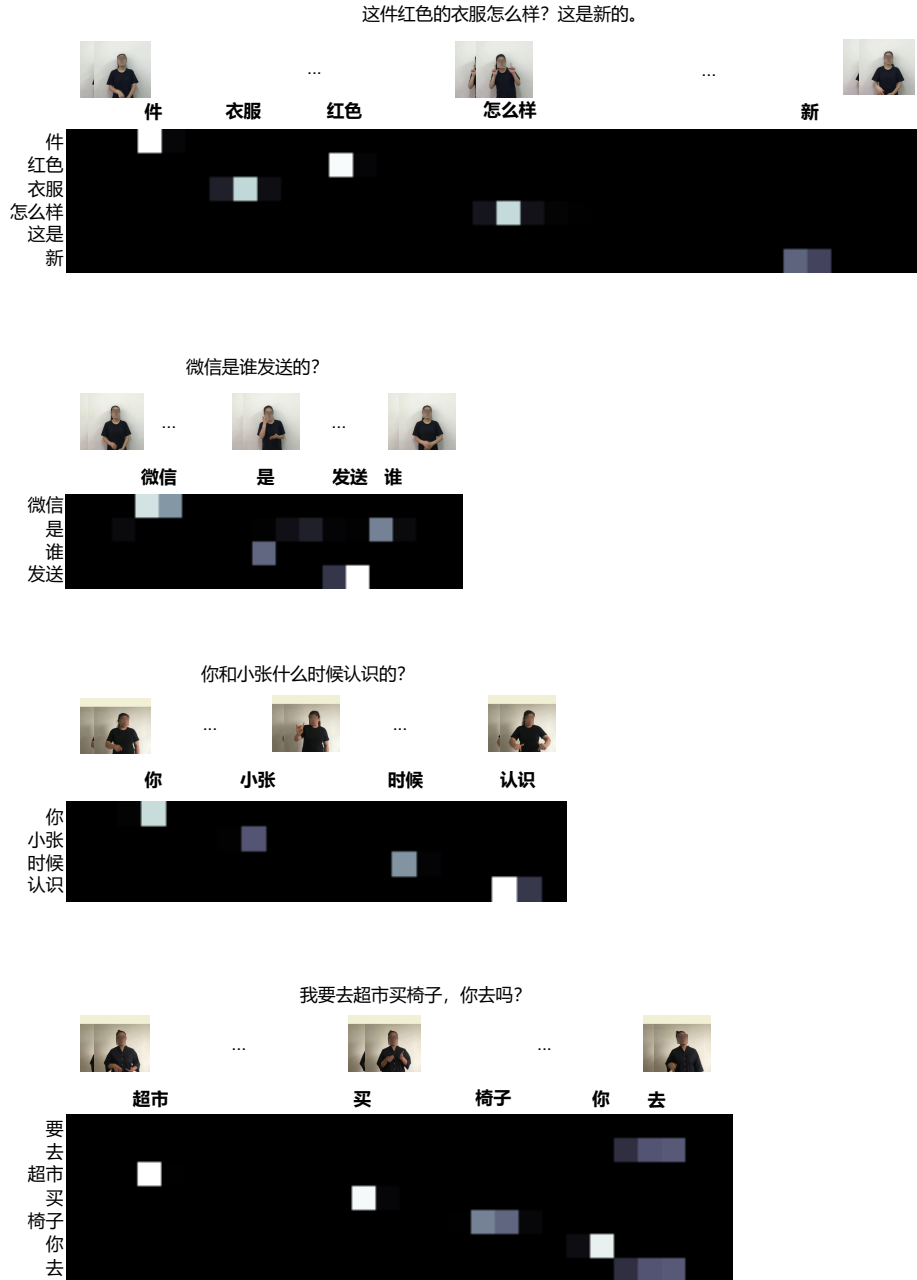 这件红色的衣服怎么样？这是新的。
... ...
件 衣服 红色 怎么样 新
件
红色
衣服
怎么样
这是
新
微信是谁发送的？
... ...
微信 是 发送 谁
微信
是
谁
发送
你和小张什么时候认识的？
... ...
你 小张 时候 认识
你
小张
时候
认识
我要去超市买椅子，你去吗？
... ...
超市 买 椅子 你 去
要
去
超市
买
椅子
你
去